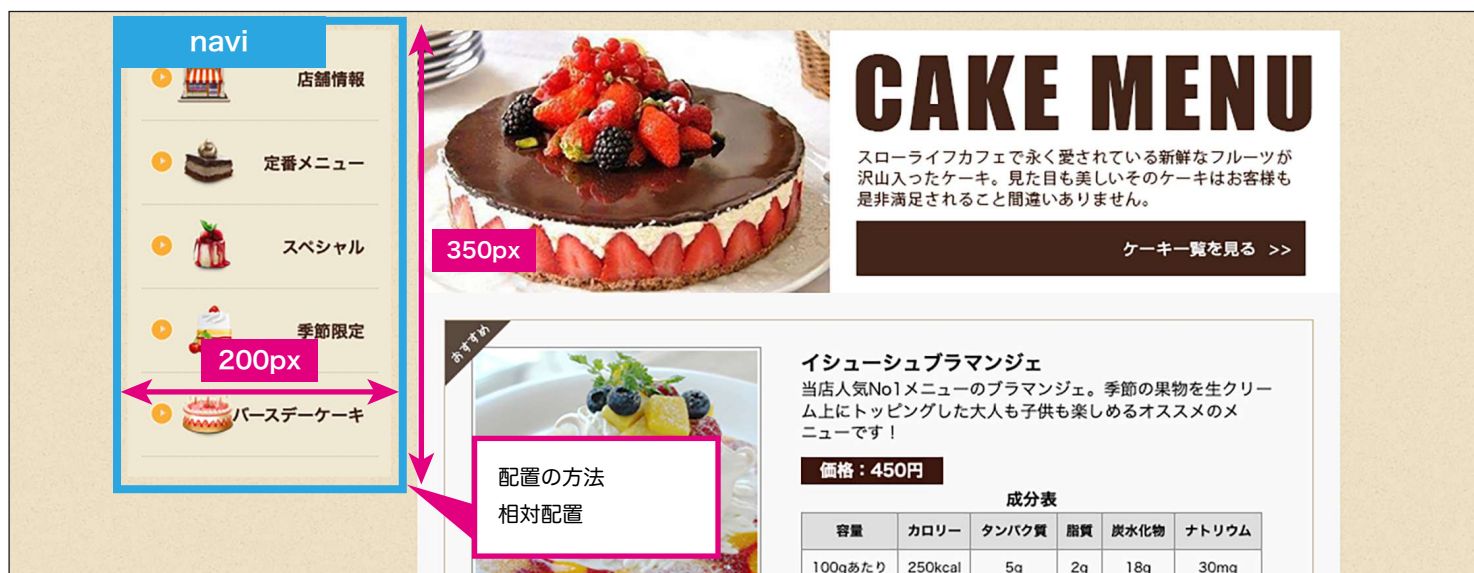 navi
店舗情報
定番メニュー
スペシャル
季節限定
200px
バースデーケーキ
350px
CAKE MENU
スローライフカフェで永く愛されている新鮮なフルーツが
沢山入ったケーキ。見た目も美しいそのケーキはお客様も
是非満足されること間違いありません。
ケーキ一覧を見る >>
おすすめ
イシューシュブラマンジェ
当店人気No1メニューのブラマンジェ。季節の果物を生クリー
ム上にトッピングした大人も子供も楽しめるオススメのメ
ニューです！
価格：450円
成分表
容量 カロリー タンパク質 脂質 炭水化物 ナトリウム
100gあたり 250kcal 5g 2g 18g 30mg
配置の方法
相対配置